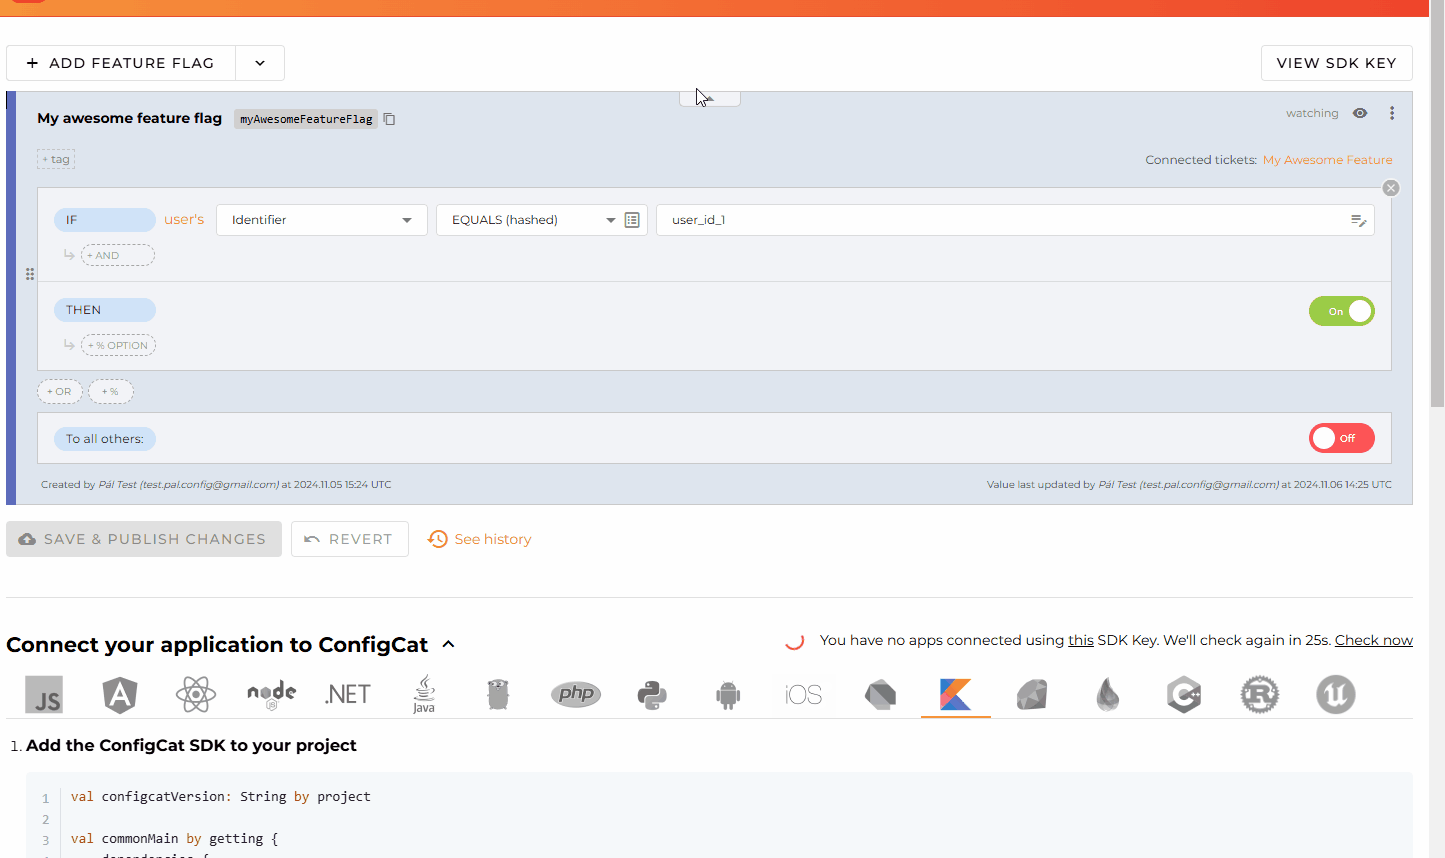 + ADD FEATURE FLAG
VIEW SDK KEY
My awesome feature flag myAwesomeFeatureFlag
watching
+ tag
Connected tickets: My Awesome Feature
IF user's Identifier EQUALS (hashed) user_id_1
+ AND
THEN On
+ % OPTION
+ OR + %
To all others: Off
Created by Pál Test (test.pal.config@gmail.com) at 2024.11.05 15:24 UTC
Value last updated by Pál Test (test.pal.config@gmail.com) at 2024.11.06 14:25 UTC
SAVE & PUBLISH CHANGES REVERT See history
Connect your application to ConfigCat
You have no apps connected using this SDK Key. We'll check again in 25s. Check now
JS node JS .NET Java php iOS
1. Add the ConfigCat SDK to your project
1 val configcatVersion: String by project
2
3 val commonMain by getting {
dependencies {